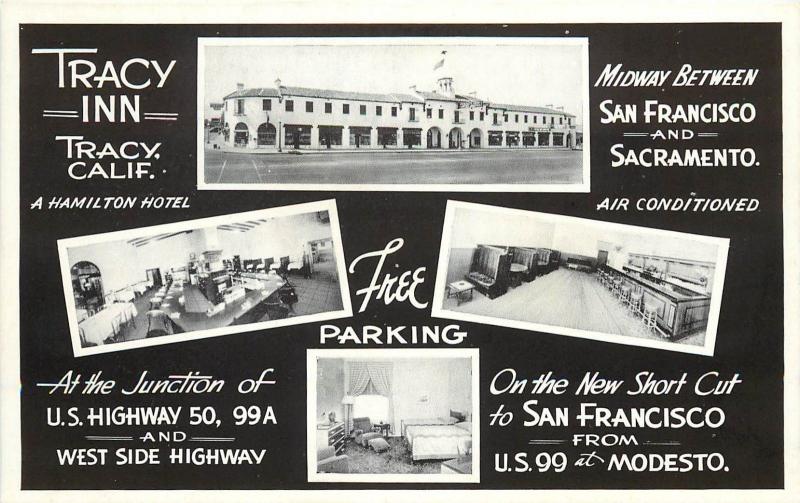 TRACY
INN
TRACY,
CALIF.
A HAMILTON HOTEL
MIDWAY BETWEEN
SAN FRANCISCO
AND
SACRAMENTO.
AIR CONDITIONED
Free
PARKING
At the Junction of
U.S. HIGHWAY 50, 99A
AND
WEST SIDE HIGHWAY
On the New Short Cut
to SAN FRANCISCO
FROM
U.S. 99 at MODESTO.